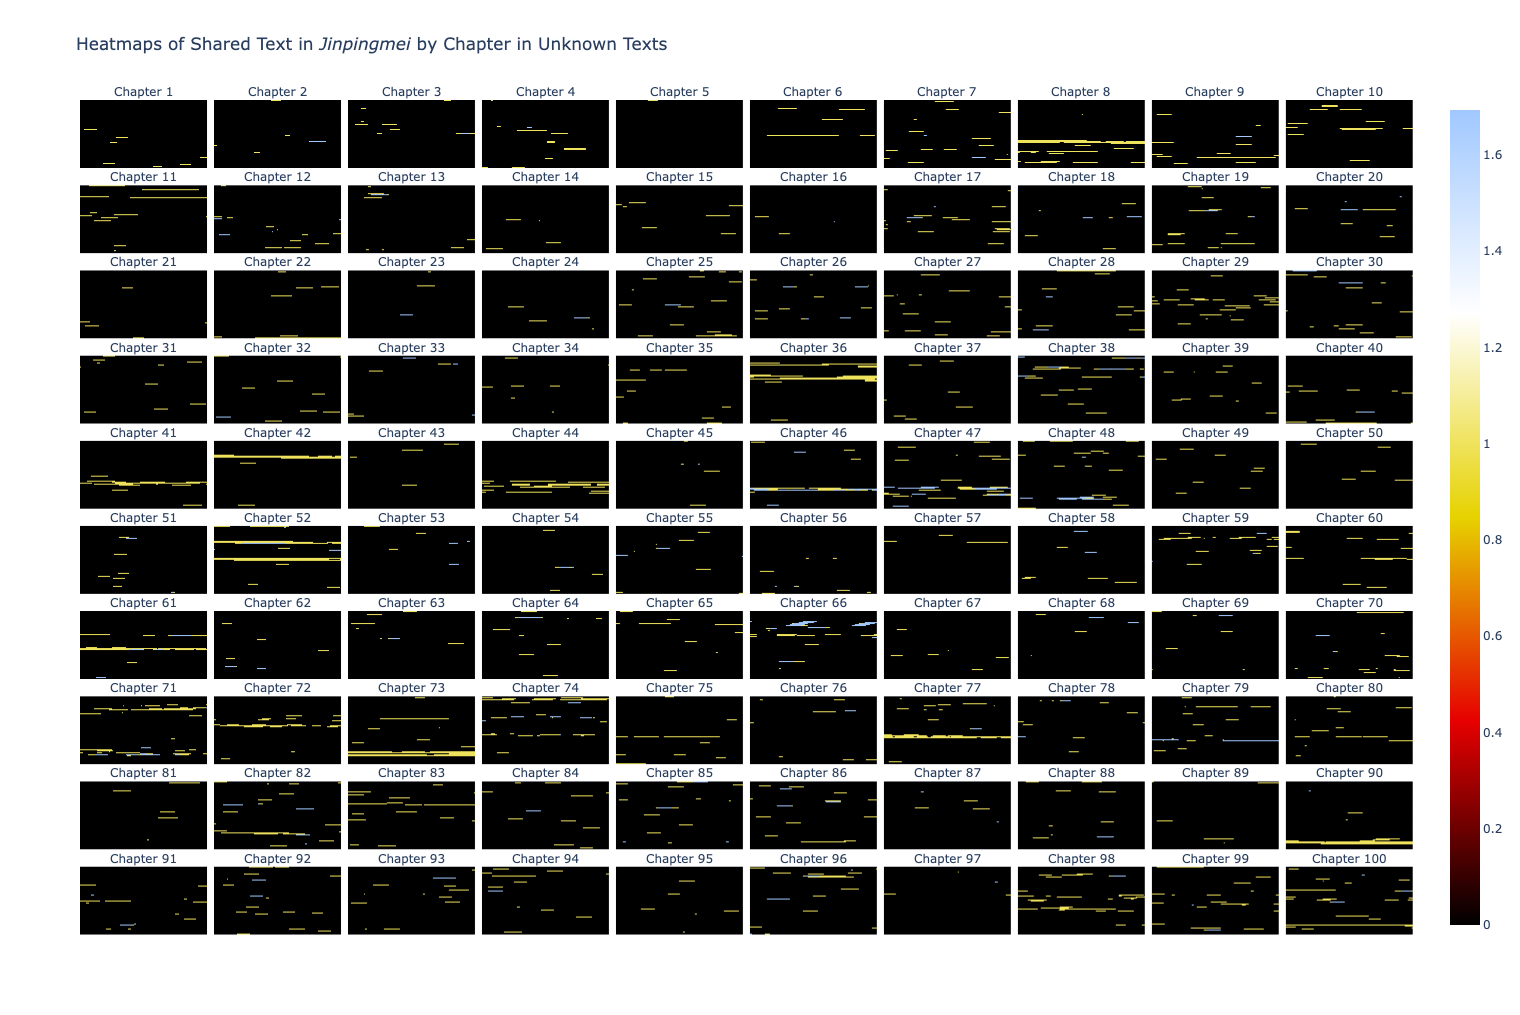 Heatmaps of Shared Text in Jinpingmei by Chapter in Unknown Texts
Chapter 1 Chapter 2 Chapter 3 Chapter 4 Chapter 5 Chapter 6 Chapter 7 Chapter 8 Chapter 9 Chapter 10
Chapter 11 Chapter 12 Chapter 13 Chapter 14 Chapter 15 Chapter 16 Chapter 17 Chapter 18 Chapter 19 Chapter 20
Chapter 21 Chapter 22 Chapter 23 Chapter 24 Chapter 25 Chapter 26 Chapter 27 Chapter 28 Chapter 29 Chapter 30
Chapter 31 Chapter 32 Chapter 33 Chapter 34 Chapter 35 Chapter 36 Chapter 37 Chapter 38 Chapter 39 Chapter 40
Chapter 41 Chapter 42 Chapter 43 Chapter 44 Chapter 45 Chapter 46 Chapter 47 Chapter 48 Chapter 49 Chapter 50
Chapter 51 Chapter 52 Chapter 53 Chapter 54 Chapter 55 Chapter 56 Chapter 57 Chapter 58 Chapter 59 Chapter 60
Chapter 61 Chapter 62 Chapter 63 Chapter 64 Chapter 65 Chapter 66 Chapter 67 Chapter 68 Chapter 69 Chapter 70
Chapter 71 Chapter 72 Chapter 73 Chapter 74 Chapter 75 Chapter 76 Chapter 77 Chapter 78 Chapter 79 Chapter 80
Chapter 81 Chapter 82 Chapter 83 Chapter 84 Chapter 85 Chapter 86 Chapter 87 Chapter 88 Chapter 89 Chapter 90
Chapter 91 Chapter 92 Chapter 93 Chapter 94 Chapter 95 Chapter 96 Chapter 97 Chapter 98 Chapter 99 Chapter 100
1.6
1.4
1.2
1
0.8
0.6
0.4
0.2
0